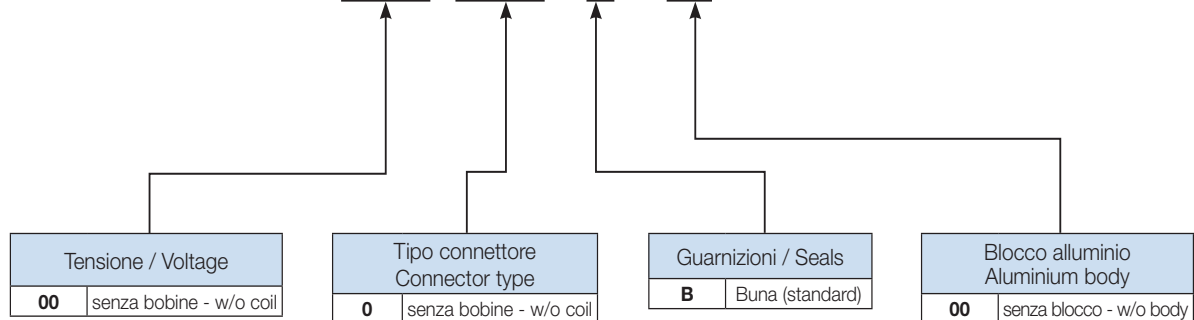 Tensione / Voltage
00 senza bobine - w/o coil
Tipo connettore
Connector type
0 senza bobine - w/o coil
Guarnizioni / Seals
B Buna (standard)
Blocco alluminio
Aluminium body
00 senza blocco - w/o body